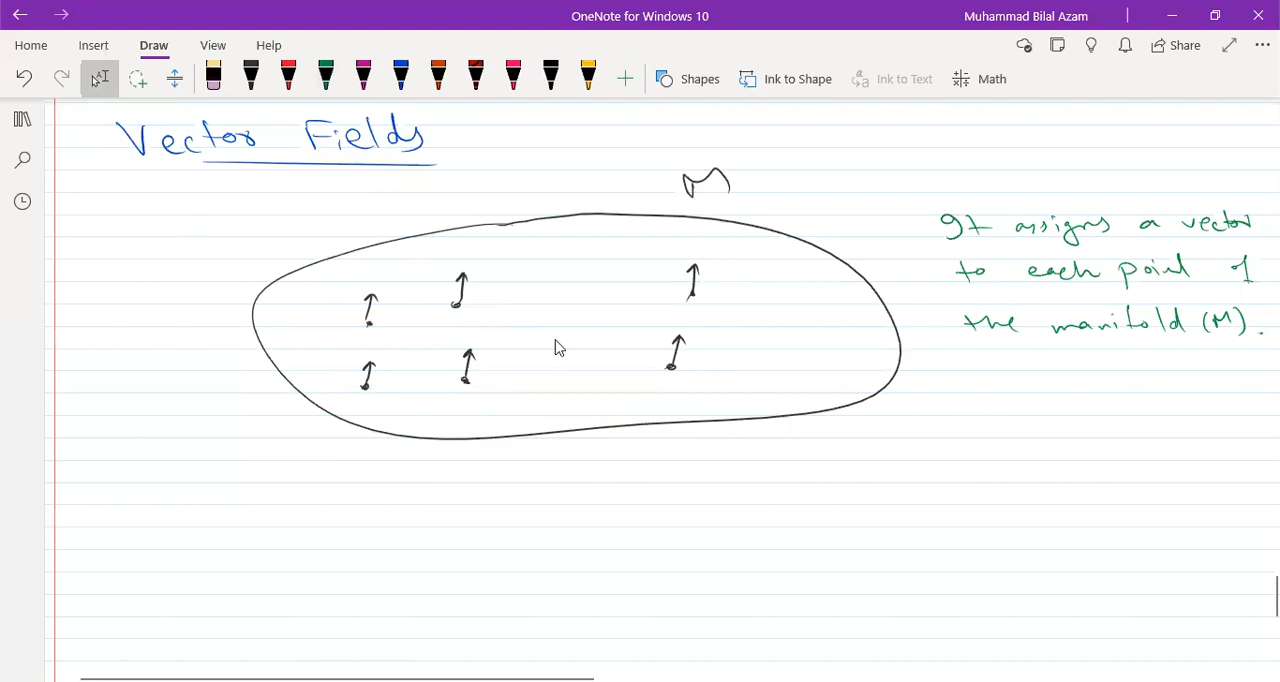 OneNote for Windows 10
Muhammad Bilal Azam
Home Insert Draw View Help
Share
Shapes Ink to Shape Ink to Text Math
Vector Fields
M
It assigns a vector
to each point of
the manifold (M).